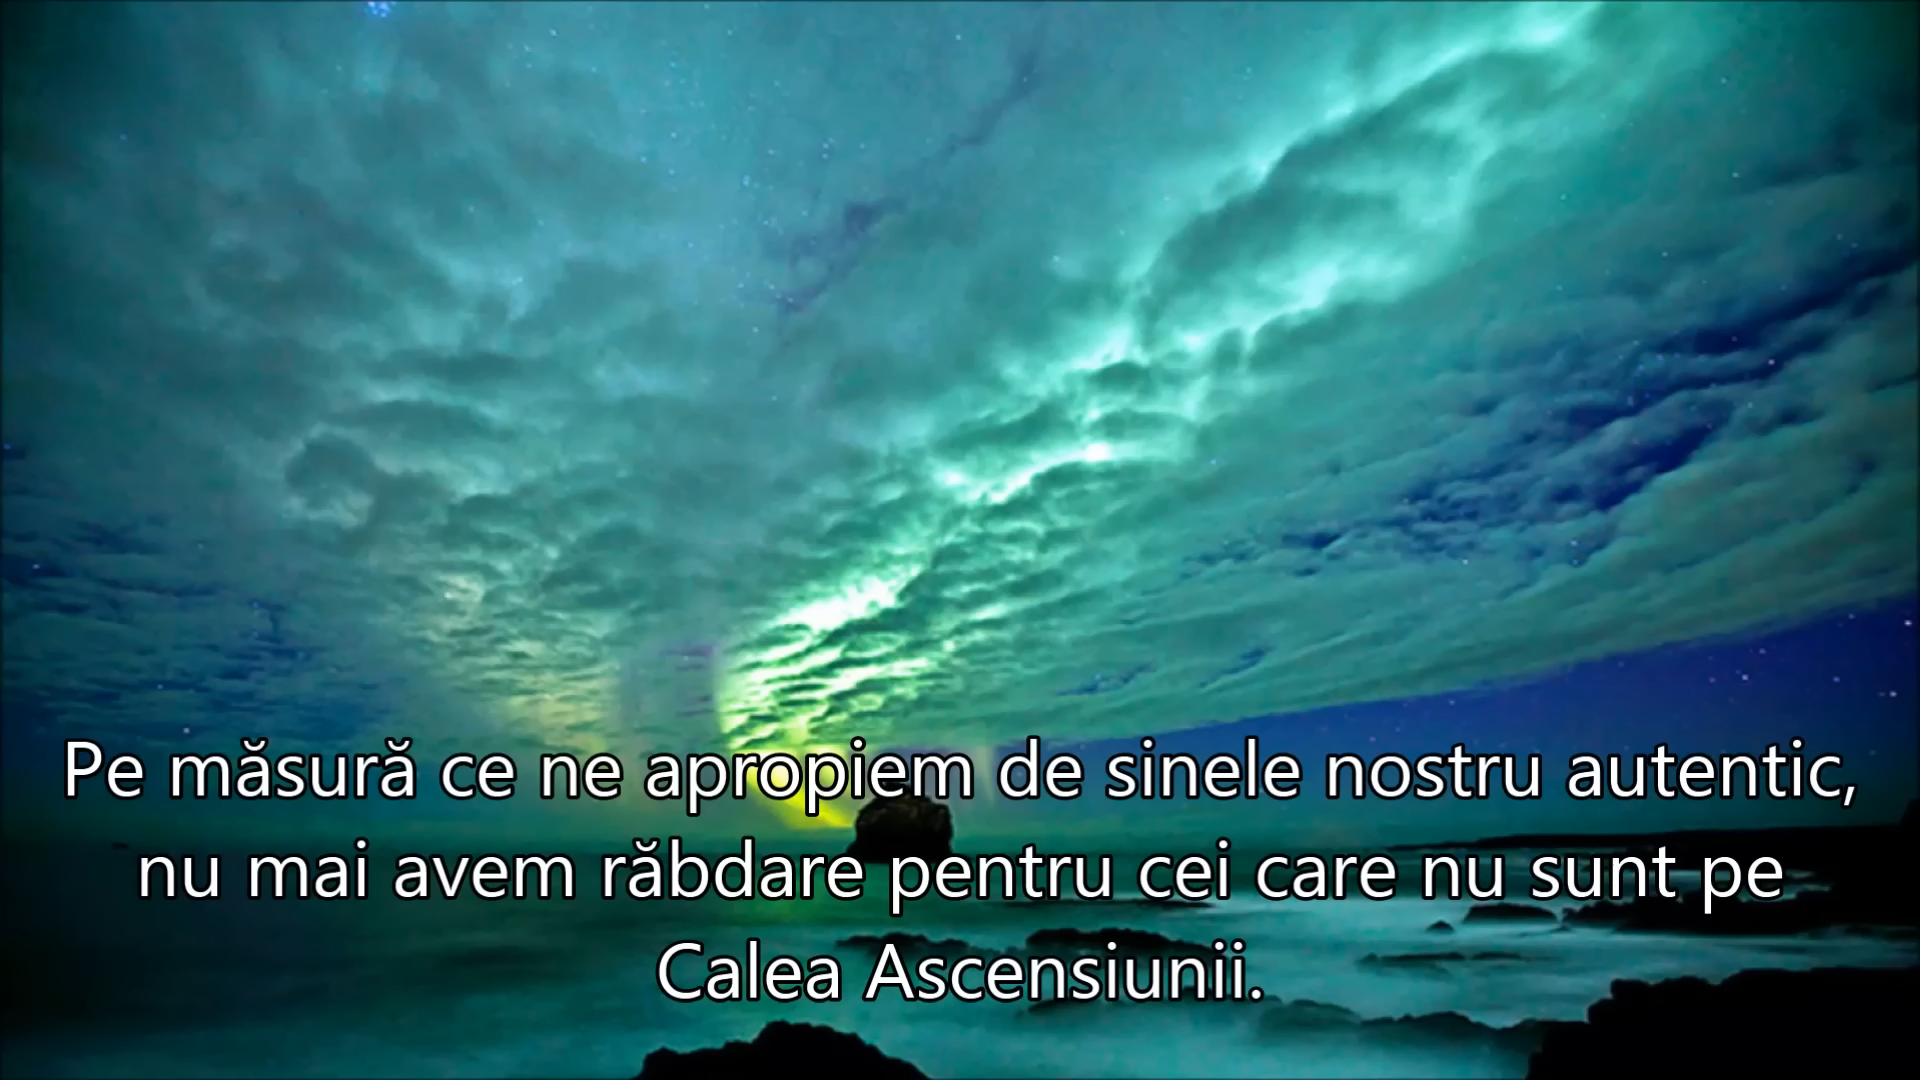 Pe măsură ce ne apropiem de sinele nostru autentic,
nu mai avem răbdare pentru cei care nu sunt pe
Calea Ascensiunii.